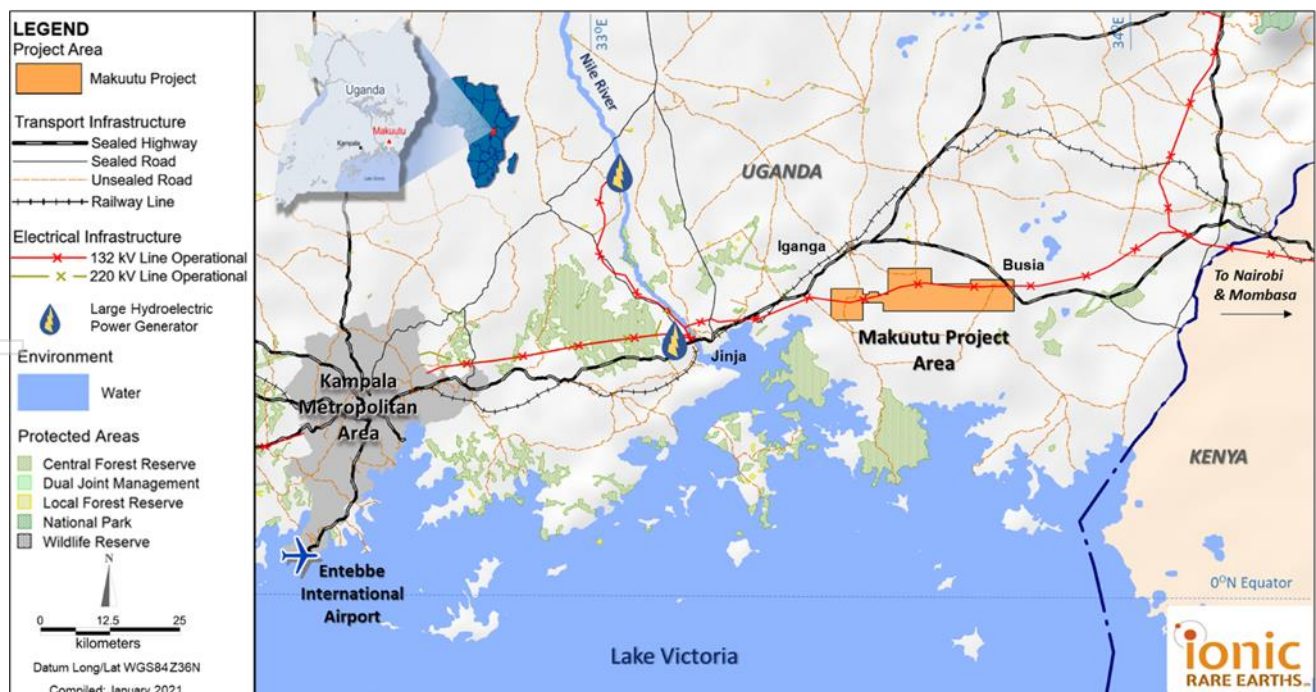 LEGEND
Project Area
Makuutu Project
Transport Infrastructure
Sealed Highway
Sealed Road
Unsealed Road
Railway Line
Electrical Infrastructure
132 kV Line Operational
220 kV Line Operational
Large Hydroelectric
Power Generator
Environment
Water
Protected Areas
Central Forest Reserve
Dual Joint Management
Local Forest Reserve
National Park
Wildlife Reserve
N
0 12.5 25
kilometers
Datum Long/Lat WGS84Z36N
Compiled: January 2021
Uganda
Makuutu
Kampala
33°E
34°E
Nile River
UGANDA
Iganga
Busia
To Nairobi
& Mombasa
Jinja
Makuutu Project
Area
Kampala
Metropolitan
Area
KENYA
Entebbe
International
Airport
0°N Equator
Lake Victoria
ionic
RARE EARTHS